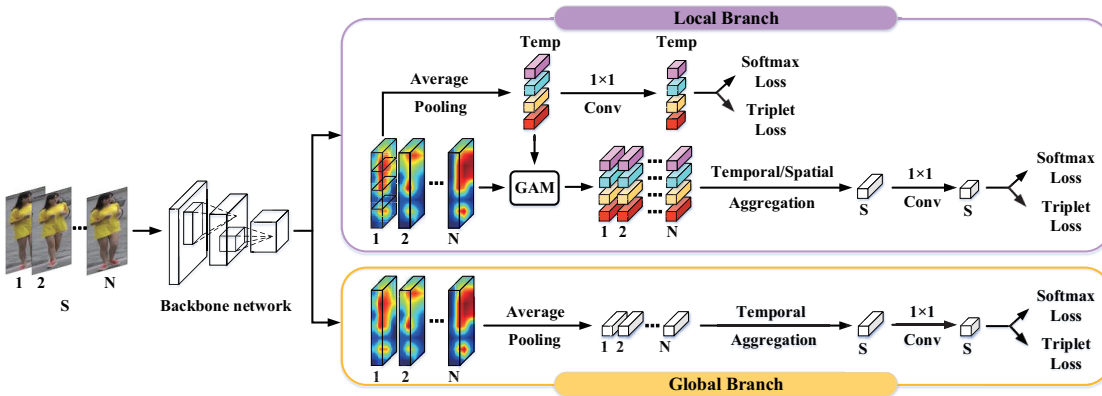 Local Branch
Temp
Temp
Average
Pooling
1×1
Conv
Softmax
Loss
Triplet
Loss
GAM
1 2 N
1 2 N
Temporal/Spatial
Aggregation
S
1×1
Conv
S
Softmax
Loss
Triplet
Loss
1 2 N
S
Backbone network
1 2 N
Average
Pooling
1 2 N
Temporal
Aggregation
S
1×1
Conv
S
Softmax
Loss
Triplet
Loss
Global Branch